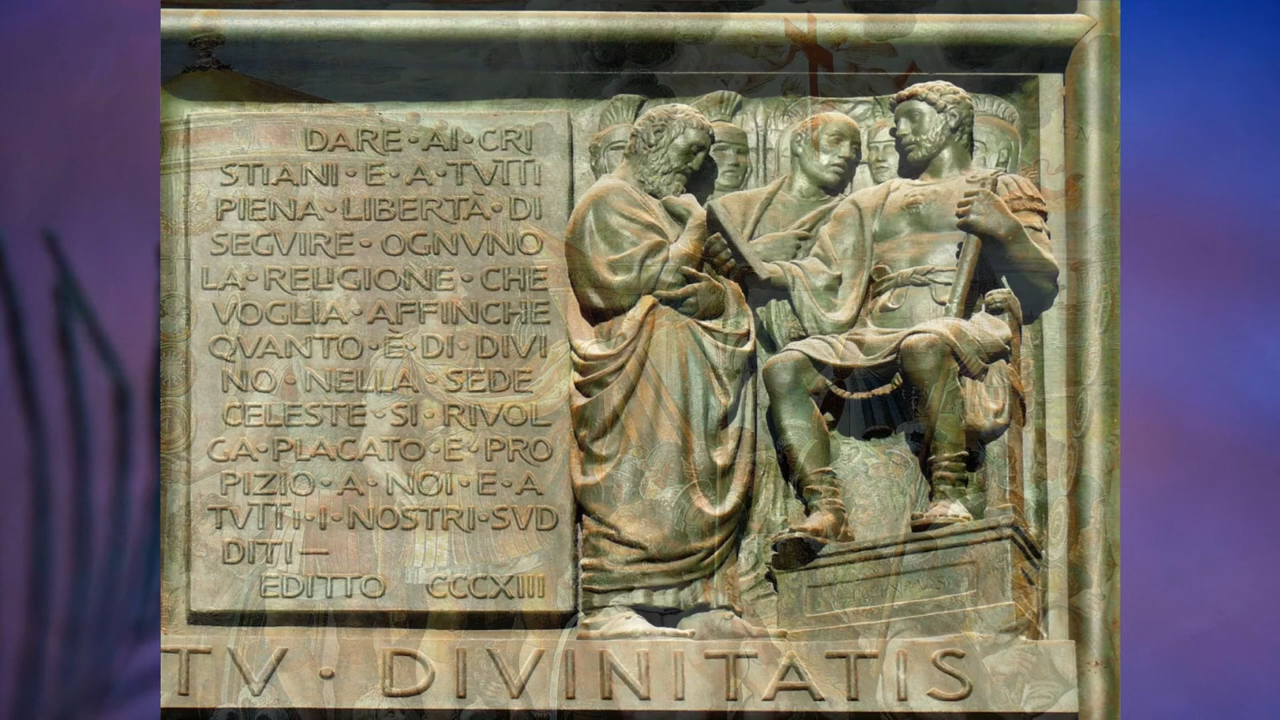 DARE·AI·CRI
STIANI·E·A·TVTTI
PIENA·LIBERTÀ·DI
SEGVIRE·OGNVNO
LA·RELIGIONE·CHE
VOGLIA·AFFINCHE
QVANTO·È·DI·DIVI
NO·NELLA·SEDE
CELESTE·SI·RIVOL
GA·PLACATO·E·PRO
PIZIO·A·NOI·E·A
TVTTI·I·NOSTRI·SVD
DITI—
EDITTO CCCXIII
TV·DIVINITATIS